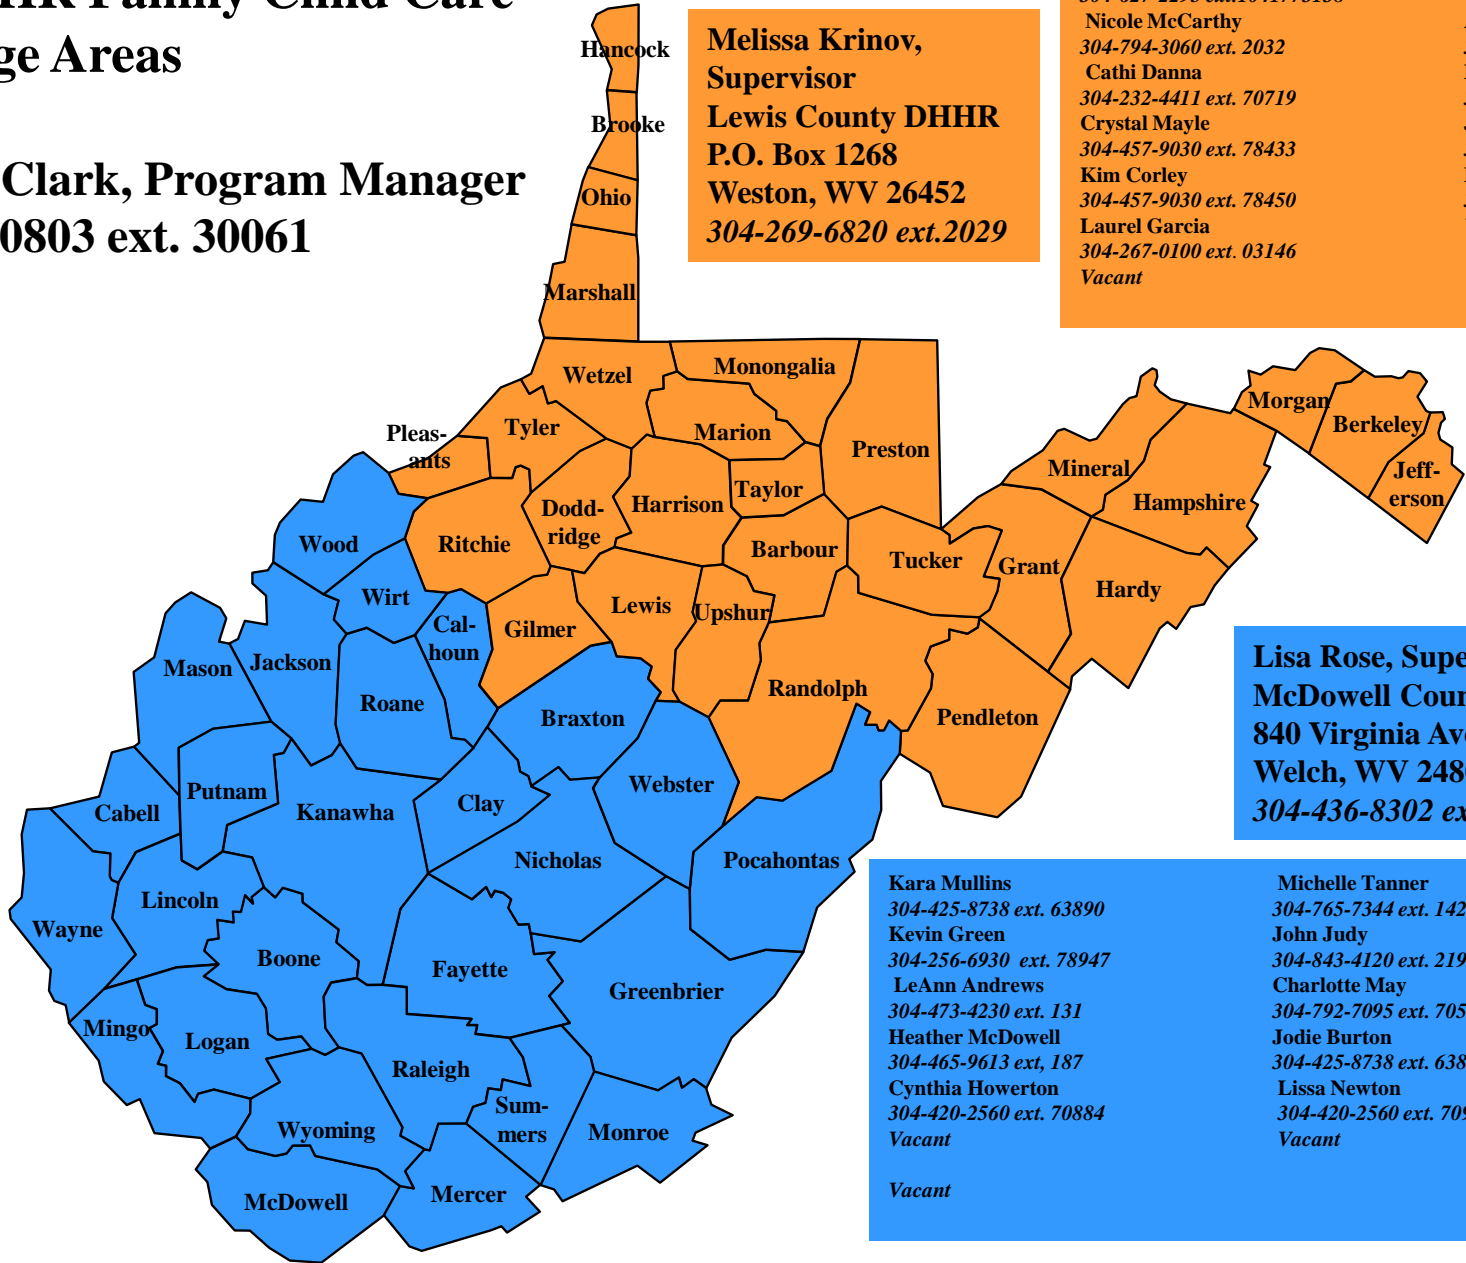 Family Child Care
Areas
Clark, Program Manager
0803 ext. 30061
Melissa Krinov,
Supervisor
Lewis County DHHR
P.O. Box 1268
Weston, WV 26452
304-269-6820 ext.2029
Nicole McCarthy
304-794-3060 ext. 2032
Cathi Danna
304-232-4411 ext. 70719
Crystal Mayle
304-457-9030 ext. 78433
Kim Corley
304-457-9030 ext. 78450
Laurel Garcia
304-267-0100 ext. 03146
Vacant
Hancock
Brooke
Ohio
Marshall
Wetzel
Monongalia
Marion
Preston
Tyler
Pleas-
ants
Morgan
Berkeley
Jeff-
erson
Mineral
Hampshire
Harrison
Taylor
Dodd-
ridge
Ritchie
Wood
Barbour
Tucker
Grant
Hardy
Wirt
Lewis
Upshur
Gilmer
Cal-
houn
Mason
Jackson
Roane
Braxton
Randolph
Pendleton
Webster
Putnam
Cabell
Kanawha
Clay
Nicholas
Pocahontas
Lincoln
Wayne
Boone
Fayette
Greenbrier
Mingo
Logan
Raleigh
Sum-
mers
Monroe
Wyoming
McDowell
Mercer
Lisa Rose,
McDowell
840 Virginia
Welch, WV
304-436-8302
Kara Mullins
304-425-8738 ext. 63890
Kevin Green
304-256-6930 ext. 78947
LeAnn Andrews
304-473-4230 ext. 131
Heather McDowell
304-465-9613 ext, 187
Cynthia Howerton
304-420-2560 ext. 70884
Vacant
Vacant
Michelle Tanner
304-765-7344 ext. 142
John Judy
304-843-4120 ext. 219
Charlotte May
304-792-7095 ext. 705
Jodie Burton
304-425-8738 ext. 638
Lissa Newton
304-420-2560 ext. 709
Vacant